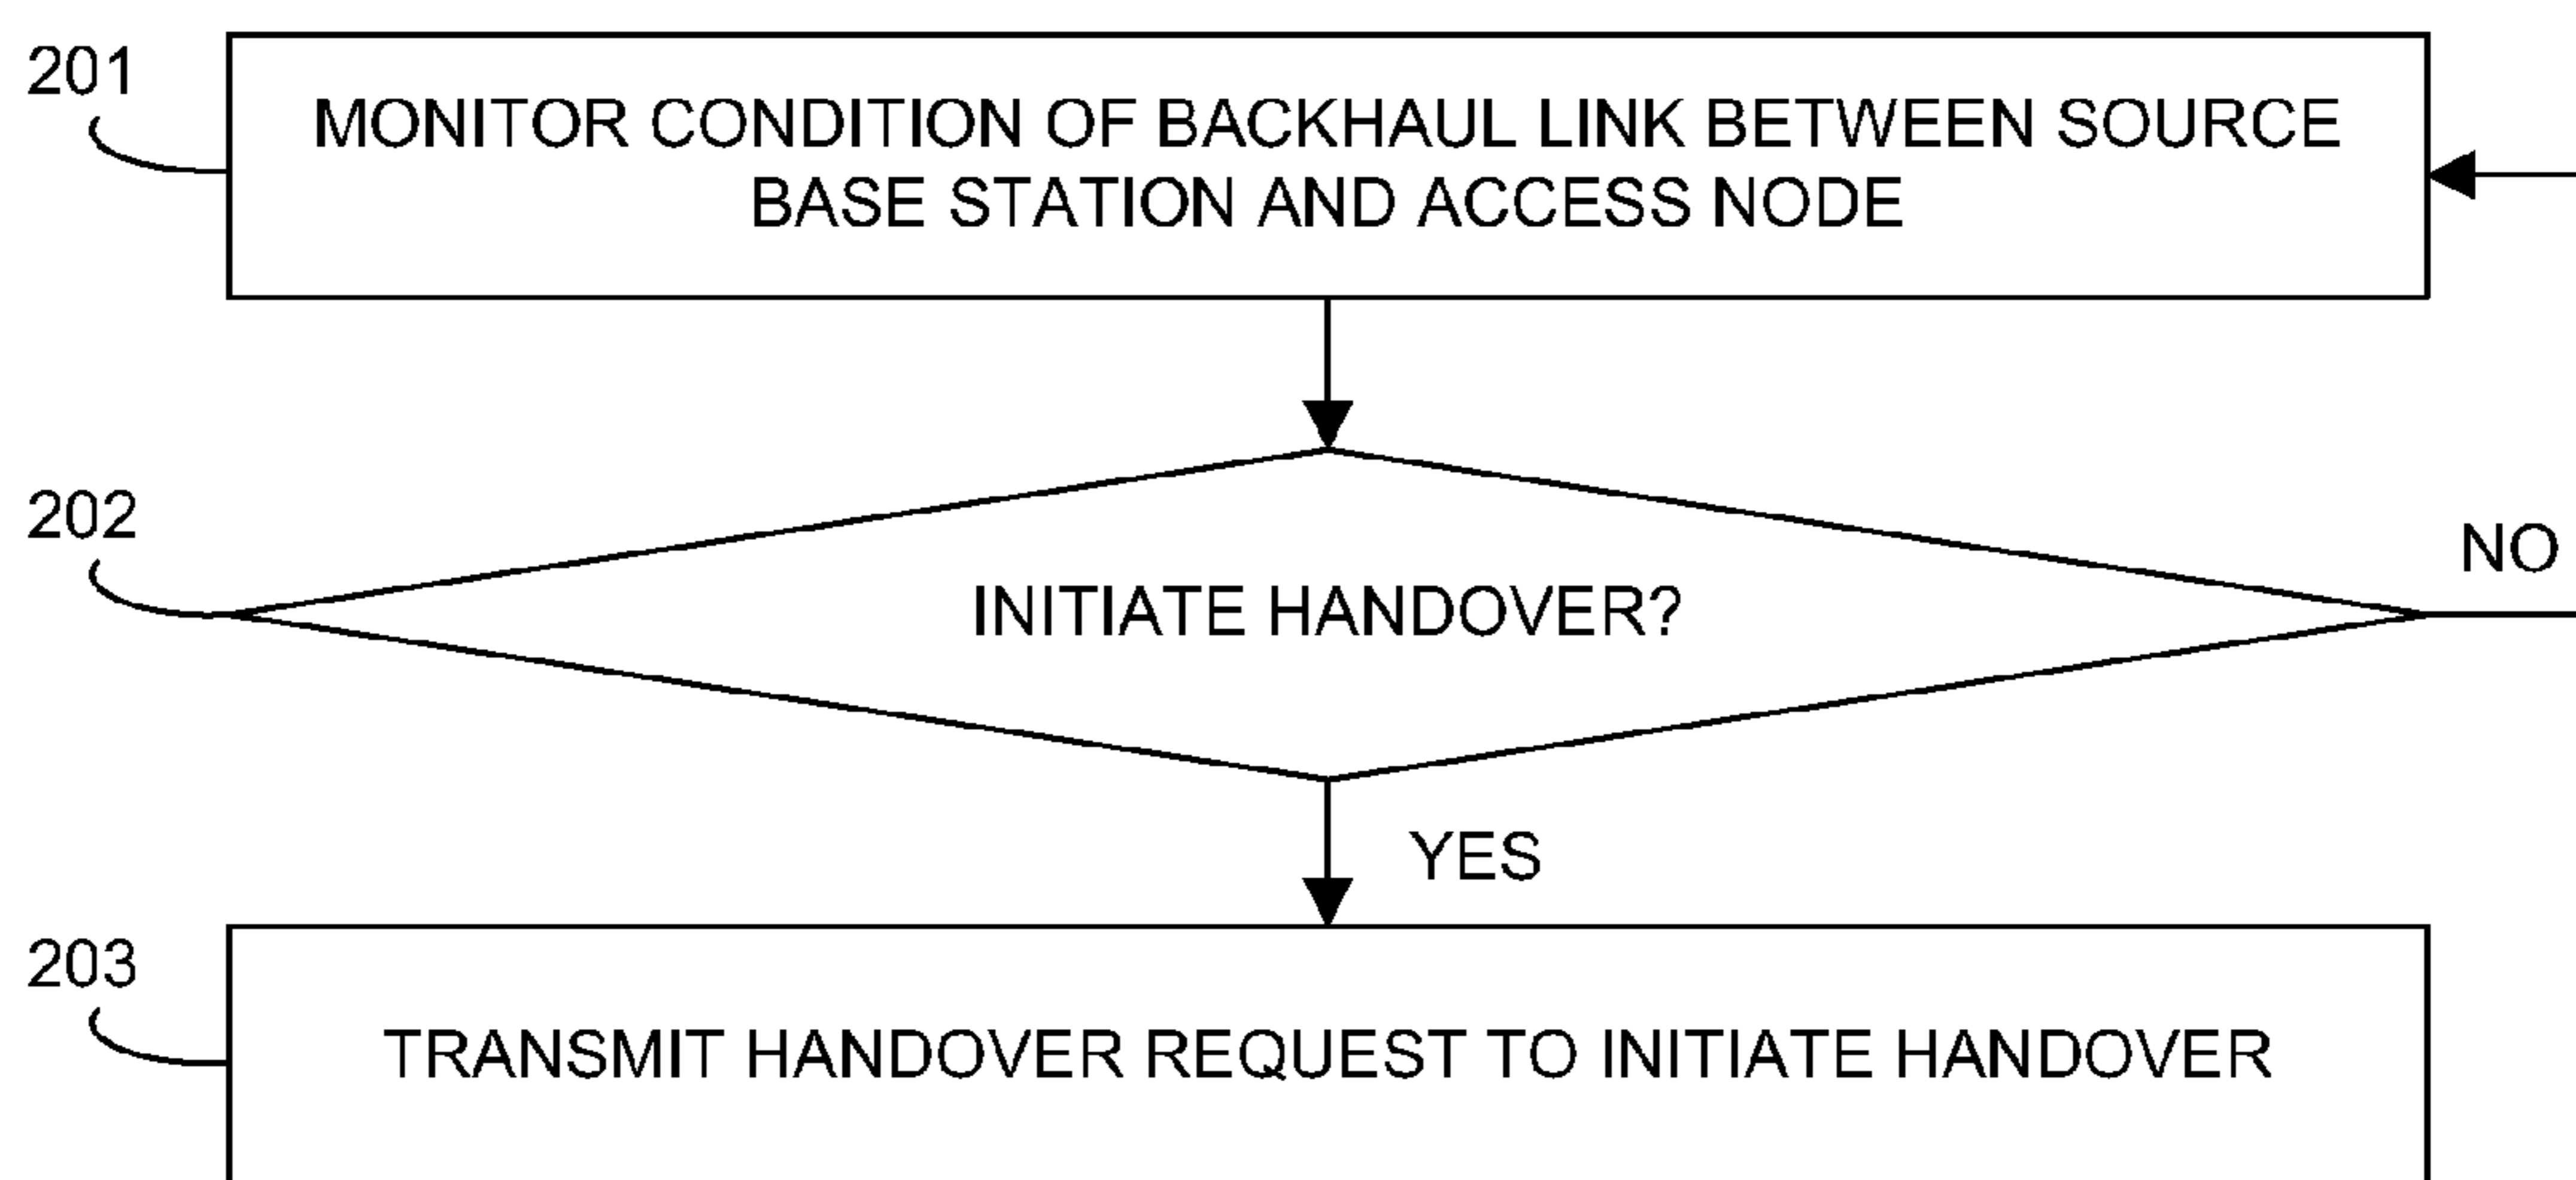 201
MONITOR CONDITION OF BACKHAUL LINK BETWEEN SOURCE
BASE STATION AND ACCESS NODE
202
INITIATE HANDOVER?
NO
YES
203
TRANSMIT HANDOVER REQUEST TO INITIATE HANDOVER